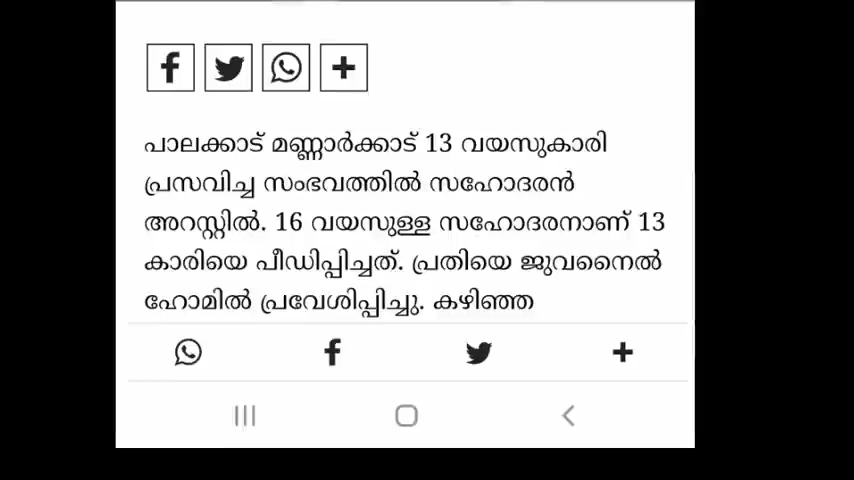 പാലക്കാട് മണ്ണാർക്കാട് 13 വയസുകാരി
പ്രസവിച്ച സംഭവത്തിൽ സഹോദരൻ
അറസ്റ്റിൽ. 16 വയസുള്ള സഹോദരനാണ് 13
കാരിയെ പീഡിപ്പിച്ചത്. പ്രതിയെ ജുവനൈൽ
ഹോമിൽ പ്രവേശിപ്പിച്ചു. കഴിഞ്ഞ